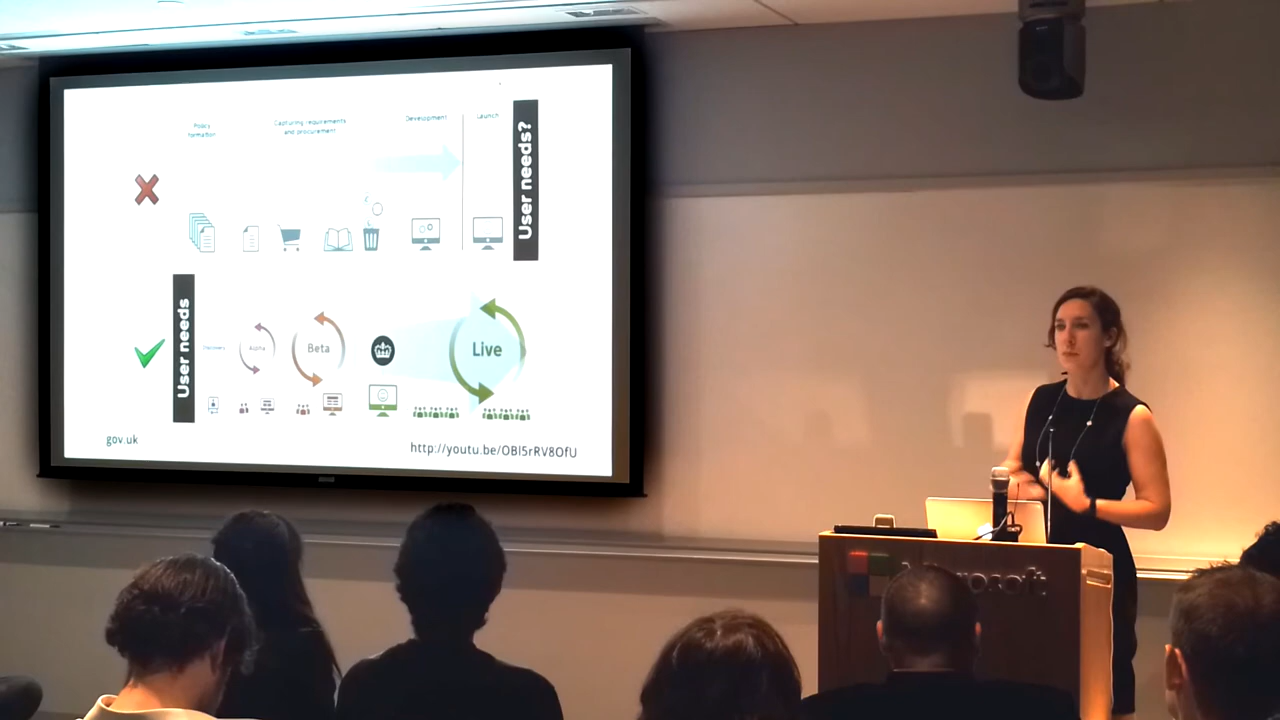 Policy
formation
Capturing requirements
and procurement
Development
Launch
User needs?
User needs
Discovery
Alpha
Beta
Live
gov.uk
http://youtu.be/OBI5rRV8OfU
Microsoft